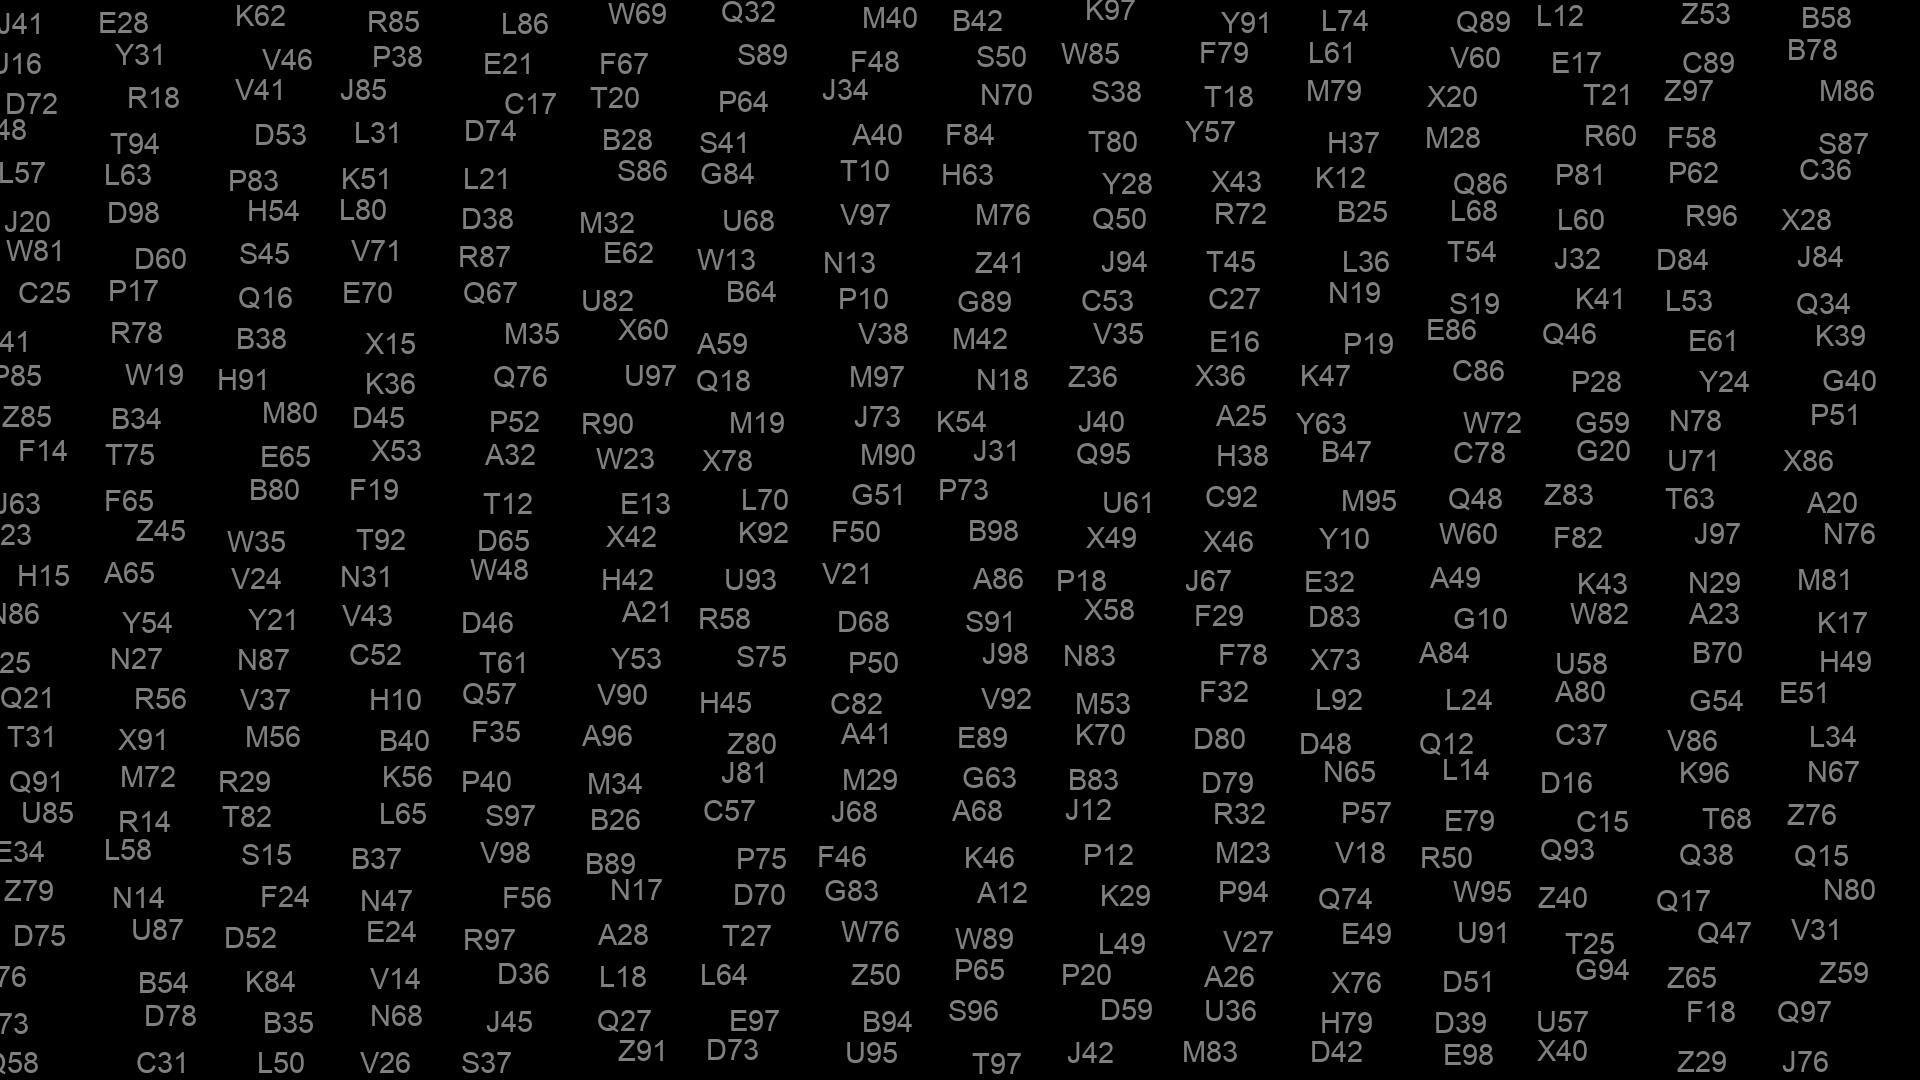 J41 E28 K62 R85 L86 W69 Q32 M40 B42 K97 Y91 L74 Q89 L12 Z53 B58
J16 Y31 V46 P38 E21 F67 S89 F48 S50 W85 F79 L61 V60 E17 C89 B78
D72 R18 V41 J85 C17 T20 P64 J34 N70 S38 T18 M79 X20 T21 Z97 M86
48 T94 D53 L31 D74 B28 S41 A40 F84 T80 Y57 H37 M28 R60 F58 S87
L57 L63 P83 K51 L21 S86 G84 T10 H63 Y28 X43 K12 Q86 P81 P62 C36
J20 D98 H54 L80 D38 M32 U68 V97 M76 Q50 R72 B25 L68 L60 R96 X28
W81 D60 S45 V71 R87 E62 W13 N13 Z41 J94 T45 L36 T54 J32 D84 J84
C25 P17 Q16 E70 Q67 U82 B64 P10 G89 C53 C27 N19 S19 K41 L53 Q34
41 R78 B38 X15 M35 X60 A59 V38 M42 V35 E16 P19 E86 Q46 E61 K39
P85 W19 H91 K36 Q76 U97 Q18 M97 N18 Z36 X36 K47 C86 P28 Y24 G40
Z85 B34 M80 D45 P52 R90 M19 J73 K54 J40 A25 Y63 W72 G59 N78 P51
F14 T75 E65 X53 A32 W23 X78 M90 J31 Q95 H38 B47 C78 G20 U71 X86
J63 F65 B80 F19 T12 E13 L70 G51 P73 U61 C92 M95 Q48 Z83 T63 A20
23 Z45 W35 T92 D65 X42 K92 F50 B98 X49 X46 Y10 W60 F82 J97 N76
H15 A65 V24 N31 W48 H42 U93 V21 A86 P18 J67 E32 A49 K43 N29 M81
N86 Y54 Y21 V43 D46 A21 R58 D68 S91 X58 F29 D83 G10 W82 A23 K17
25 N27 N87 C52 T61 Y53 S75 P50 J98 N83 F78 X73 A84 U58 B70 H49
Q21 R56 V37 H10 Q57 V90 H45 C82 V92 M53 F32 L92 L24 A80 G54 E51
T31 X91 M56 B40 F35 A96 Z80 A41 E89 K70 D80 D48 Q12 C37 V86 L34
Q91 M72 R29 K56 P40 M34 J81 M29 G63 B83 D79 N65 L14 D16 K96 N67
U85 R14 T82 L65 S97 B26 C57 J68 A68 J12 R32 P57 E79 C15 T68 Z76
E34 L58 S15 B37 V98 B89 P75 F46 K46 P12 M23 V18 R50 Q93 Q38 Q15
Z79 N14 F24 N47 F56 N17 D70 G83 A12 K29 P94 Q74 W95 Z40 Q17 N80
D75 U87 D52 E24 R97 A28 T27 W76 W89 L49 V27 E49 U91 T25 Q47 V31
76 B54 K84 V14 D36 L18 L64 Z50 P65 P20 A26 X76 D51 G94 Z65 Z59
73 D78 B35 N68 J45 Q27 E97 B94 S96 D59 U36 H79 D39 U57 F18 Q97
Q58 C31 L50 V26 S37 Z91 D73 U95 T97 J42 M83 D42 E98 X40 Z29 J76